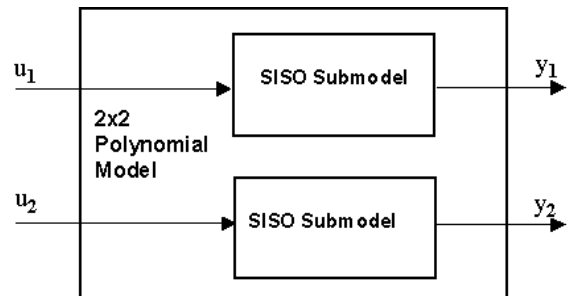 u1
SISO Submodel
y1
2x2
Polynomial
Model
u2
SISO Submodel
y2